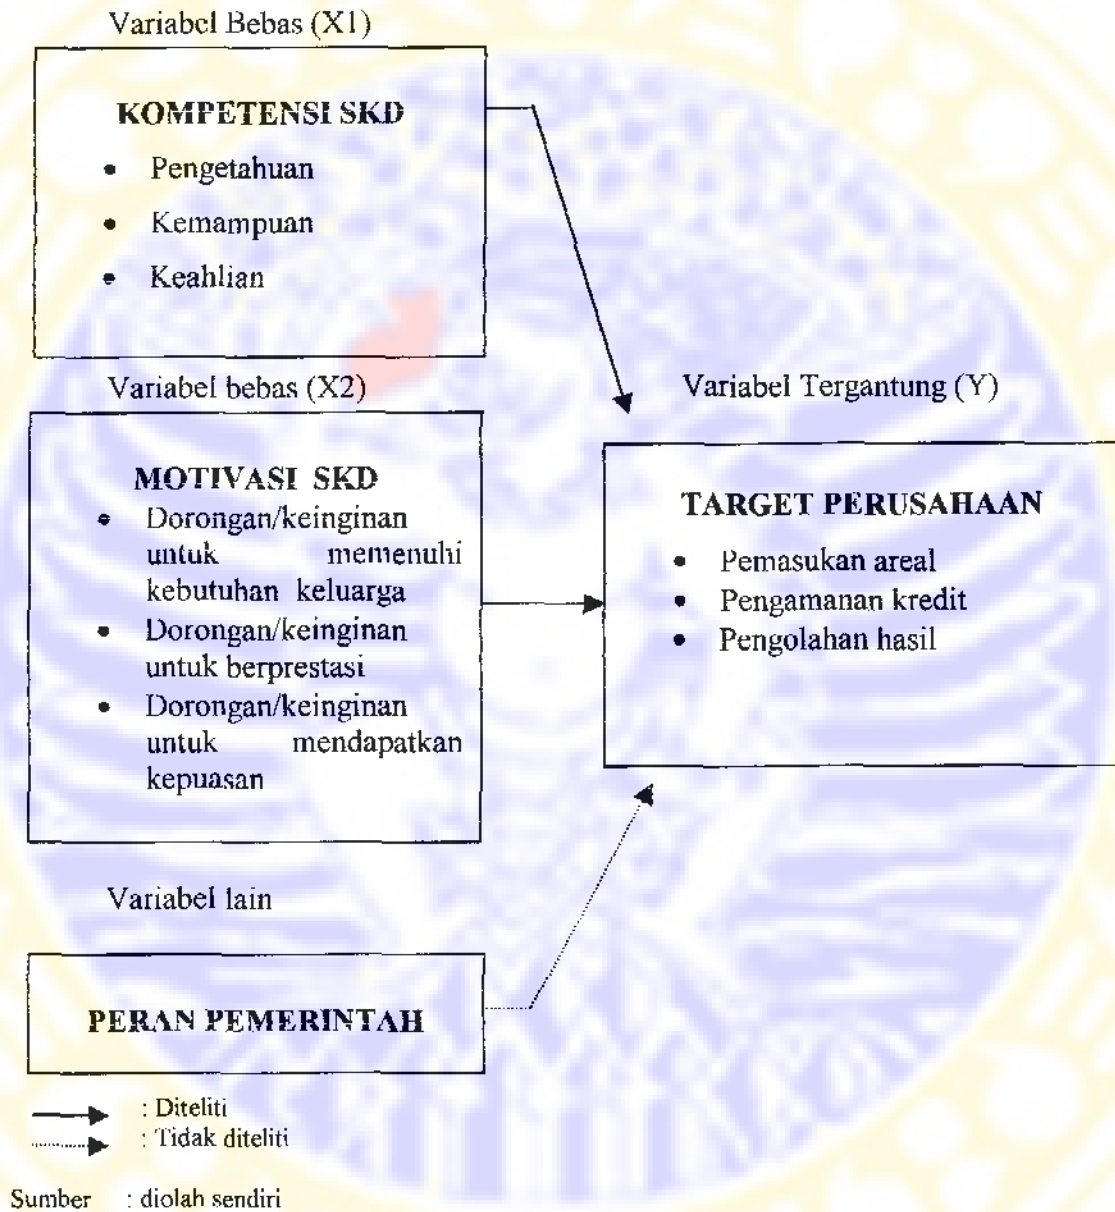 Variabel Bebas (X1)
KOMPETENSI SKD
• Pengetahuan
• Kemampuan
• Keahlian
Variabel bebas (X2)
MOTIVASI SKD
• Dorongan/keinginan
untuk memenuhi
kebutuhan keluarga
• Dorongan/keinginan
untuk berprestasi
• Dorongan/keinginan
untuk mendapatkan
kepuasan
Variabel Tergantung (Y)
TARGET PERUSAHAAN
• Pemasukan areal
• Pengamanan kredit
• Pengolahan hasil
Variabel lain
PERAN PEMERINTAH
: Diteliti
: Tidak diteliti
Sumber : diolah sendiri